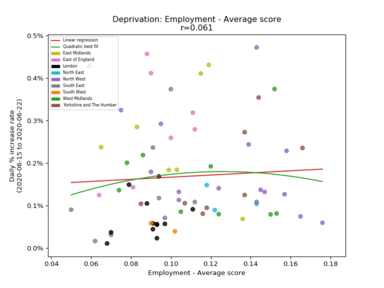 Deprivation: Employment - Average score
r=0.061
Daily % increase rate
(2020-06-15 to 2020-06-22)
0.5%
0.4%
0.3%
0.2%
0.1%
0.0%
Linear regression
Quadratic best fit
East Midlands
East of England
London
North East
North West
South East
South West
West Midlands
Yorkshire and The Humber
0.04 0.06 0.08 0.10 0.12 0.14 0.16 0.18
Employment - Average score